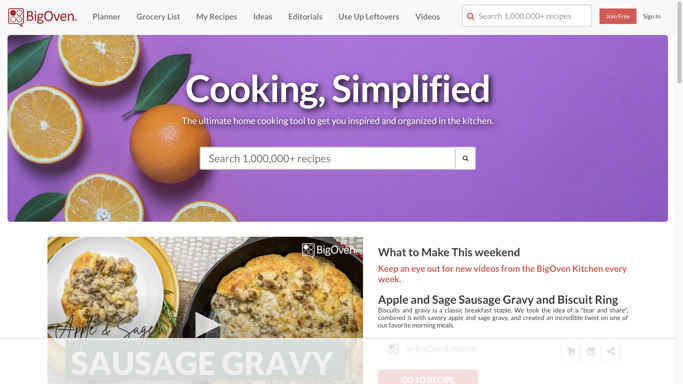 BigOven.
Planner
Grocery List
My Recipes
Ideas
Editorials
Use Up Leftovers
Videos
Search 1,000,000+ recipes
Join Free
Sign In
Cooking, Simplified
The ultimate home cooking tool to get you inspired and organized in the kitchen.
Search 1,000,000+ recipes
BigOven.
Apple & Sage
SAUSAGE GRAVY
What to Make This weekend
Keep an eye out for new videos from the BigOven Kitchen every
week.
Apple and Sage Sausage Gravy and Biscuit Ring
Biscuits and gravy is a classic breakfast staple. We took the idea of a "tear and share",
combined it with savory apple and sage gravy, and created an incredible twist on one of
our favorite morning meals.
by BigOvenEditorial
GO TO RECIPE